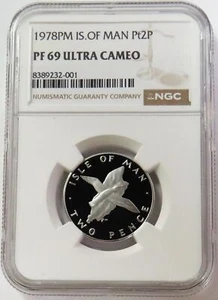 1978PM IS.OF MAN Pt2P
PF 69 ULTRA CAMEO
8389232-001
NGC
NUMISMATIC GUARANTY COMPANY
ISLE OF MAN
TWO PENCE